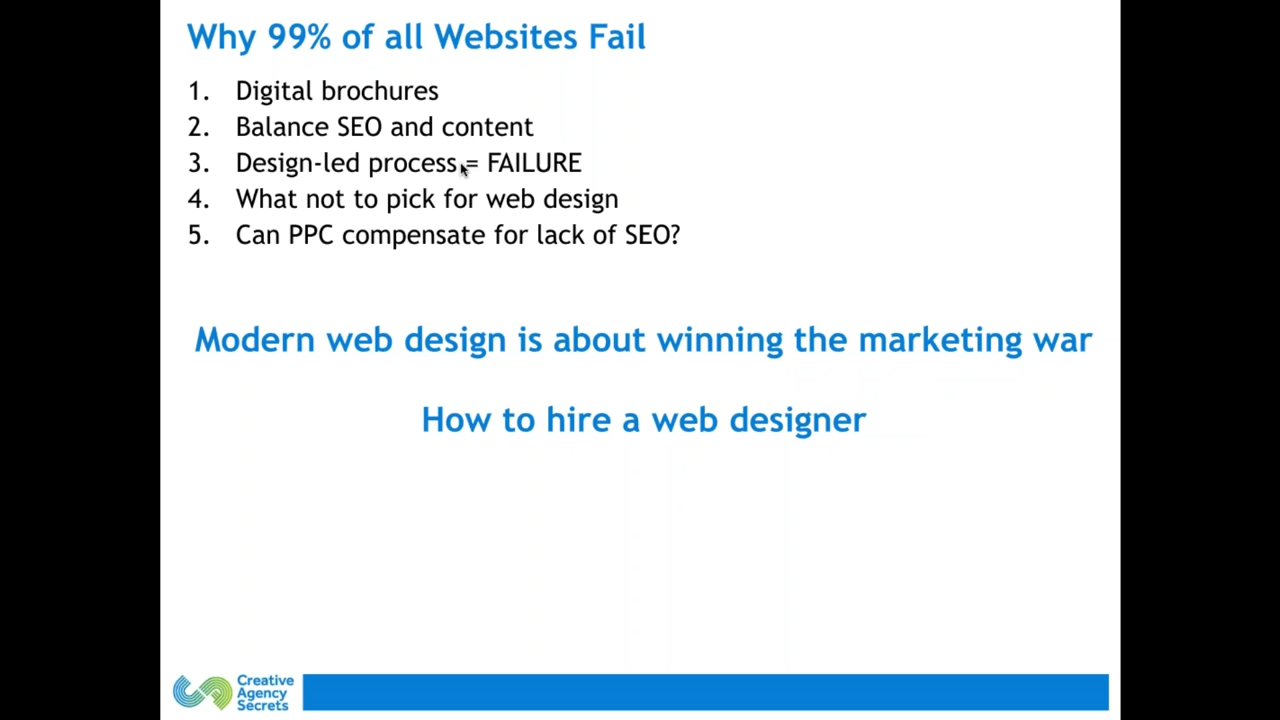 Why 99% of all Websites Fail
1. Digital brochures
2. Balance SEO and content
3. Design-led process = FAILURE
4. What not to pick for web design
5. Can PPC compensate for lack of SEO?
Modern web design is about winning the marketing war
How to hire a web designer
Creative
Agency
Secrets